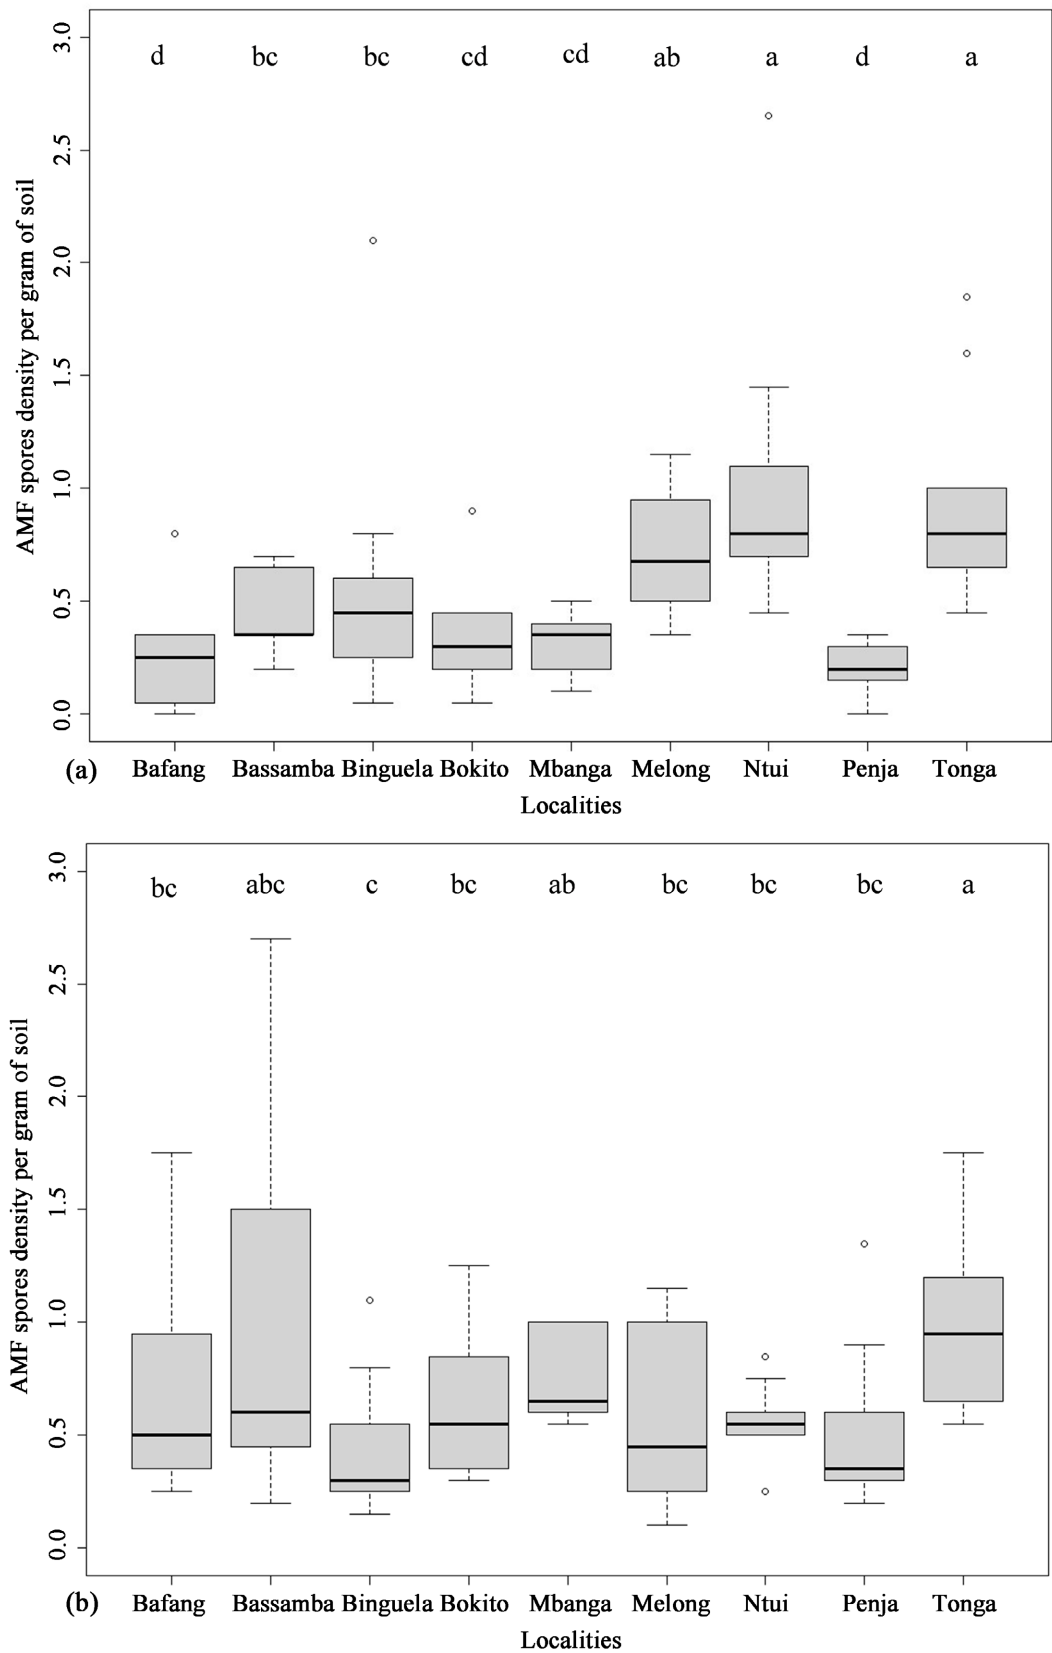 3.0
2.5
2.0
1.5
1.0
0.5
0.0
AMF spores density per gram of soil
d bc bc cd cd ab a d a
(a) Bafang Bassamba Binguela Bokito Mbanga Melong Ntui Penja Tonga
Localities
3.0
2.5
2.0
1.5
1.0
0.5
0.0
AMF spores density per gram of soil
bc abc c bc ab bc bc bc a
(b) Bafang Bassamba Binguela Bokito Mbanga Melong Ntui Penja Tonga
Localities